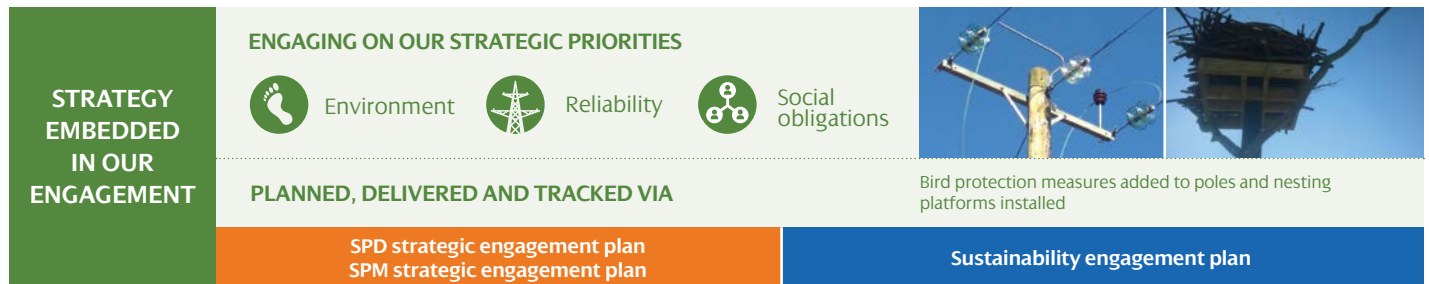 STRATEGY
EMBEDDED
IN OUR
ENGAGEMENT
ENGAGING ON OUR STRATEGIC PRIORITIES
Environment
Reliability
Social
obligations
PLANNED, DELIVERED AND TRACKED VIA
Bird protection measures added to poles and nesting
platforms installed
SPD strategic engagement plan
SPM strategic engagement plan
Sustainability engagement plan